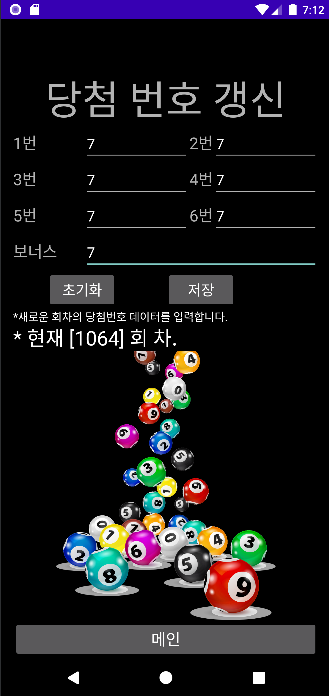 7:12
당첨 번호 갱신
1번 7 2번 7
3번 7 4번 7
5번 7 6번 7
보너스 7
초기화 저장
*새로운 회차의 당첨번호 데이터를 입력합니다.
* 현재 [1064] 회 차.
메인